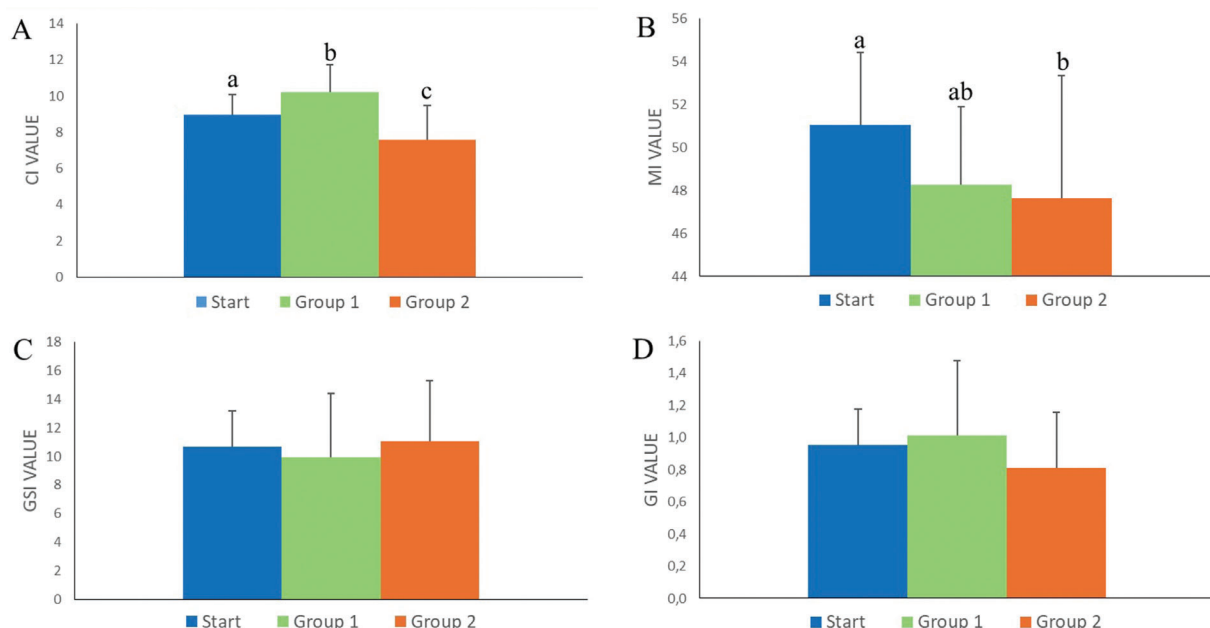 A
CI VALUE
14
12
10
8
6
4
2
0
a
b
c
Start Group 1 Group 2
B
MI VALUE
56
54
52
50
48
46
44
a
ab
b
Start Group 1 Group 2
C
GSI VALUE
18
16
14
12
10
8
6
4
2
0
Start Group 1 Group 2
D
GI VALUE
1,6
1,4
1,2
1,0
0,8
0,6
0,4
0,2
0,0
Start Group 1 Group 2